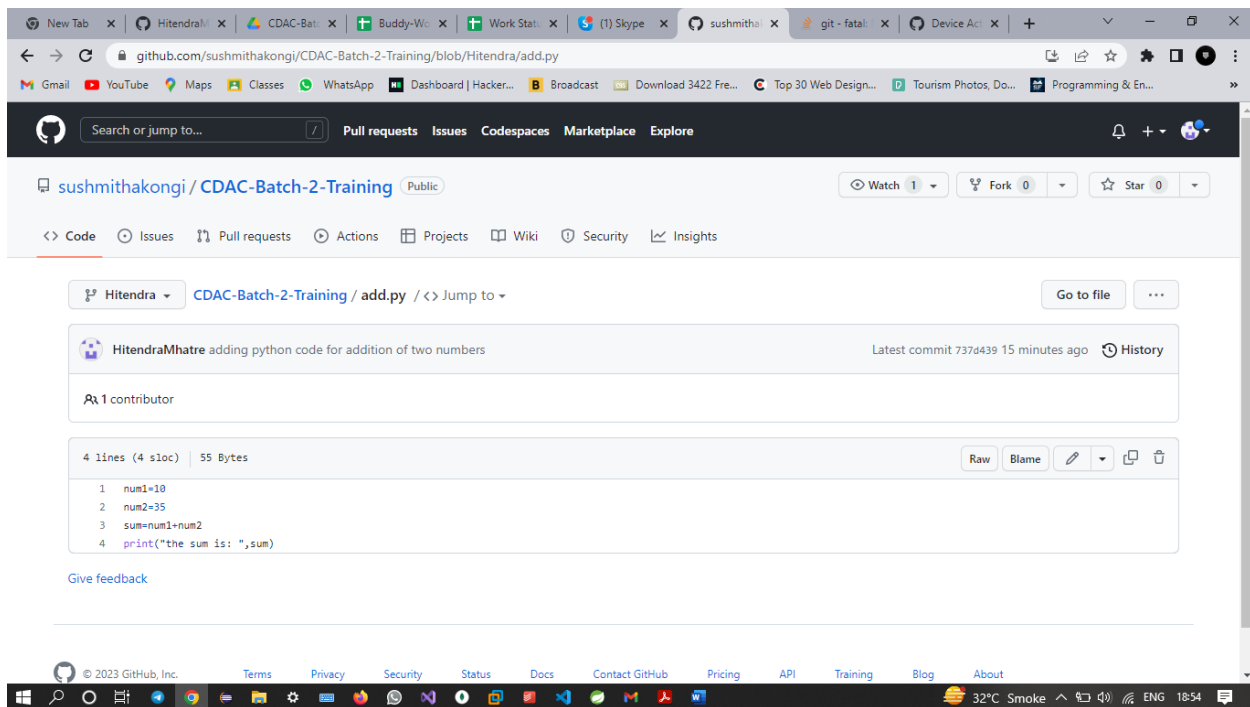 New Tab HitendraM CDAC-Batc Buddy-Wo Work Statu (1) Skype sushmithak git - fatal: Device Act
github.com/sushmithakongi/CDAC-Batch-2-Training/blob/Hitendra/add.py
Gmail YouTube Maps Classes WhatsApp Dashboard | Hacker... Broadcast Download 3422 Fre... Top 30 Web Design... Tourism Photos, Do... Programming & En... »
Search or jump to... / Pull requests Issues Codespaces Marketplace Explore
sushmithakongi / CDAC-Batch-2-Training Public Watch 1 Fork 0 Star 0
<> Code Issues Pull requests Actions Projects Wiki Security Insights
Hitendra CDAC-Batch-2-Training / add.py / <> Jump to Go to file ...
HitendraMhatre adding python code for addition of two numbers Latest commit 737d439 15 minutes ago History
1 contributor
4 lines (4 sloc) 55 Bytes Raw Blame
1 num1=10
2 num2=35
3 sum=num1+num2
4 print("the sum is: ",sum)
Give feedback
© 2023 GitHub, Inc. Terms Privacy Security Status Docs Contact GitHub Pricing API Training Blog About
32°C Smoke ENG 18:54